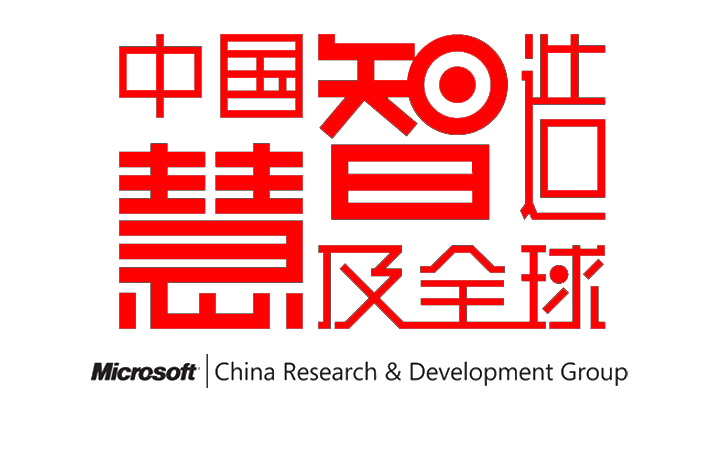 中国智造
慧及全球
Microsoft China Research & Development Group